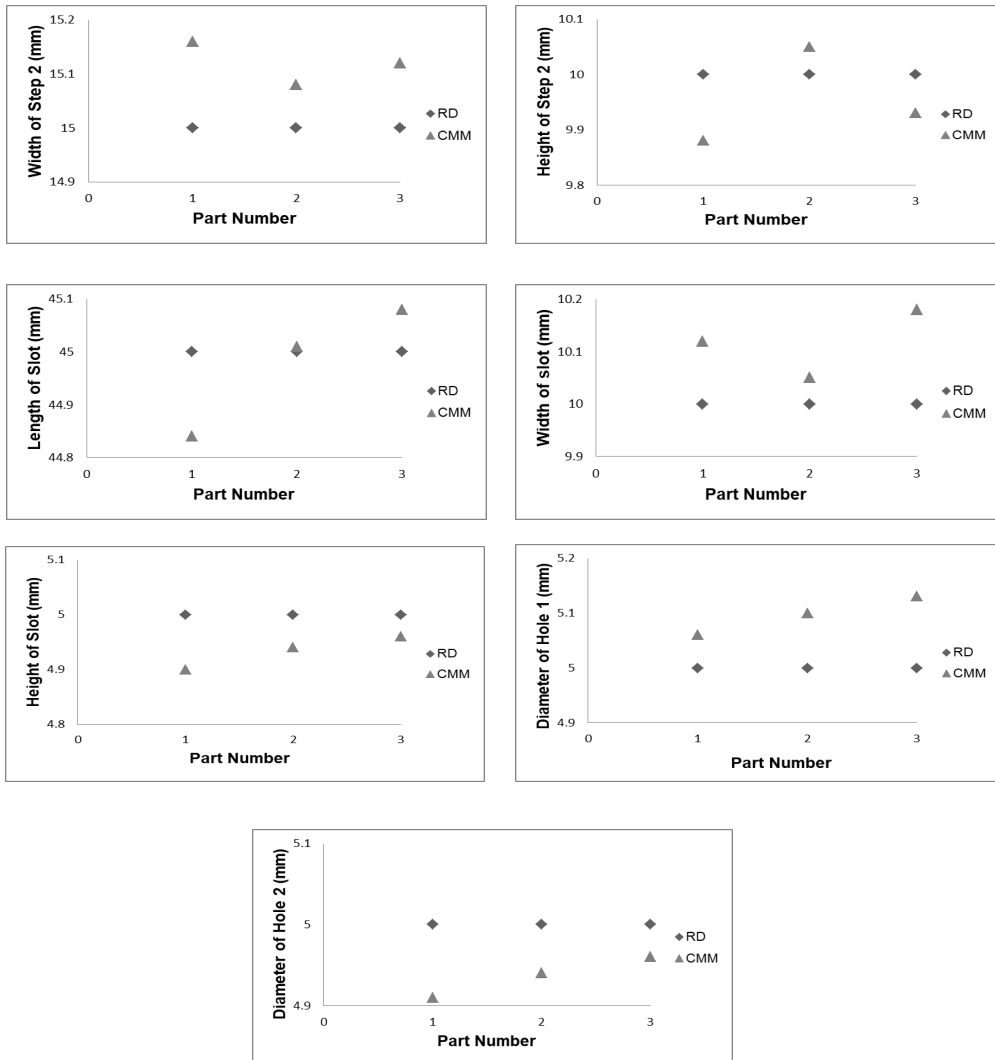 15.2
15.1
15
14.9
0
1
2
3
Width of Step 2 (mm)
Part Number
RD
CMM
10.1
10
9.9
9.8
0
1
2
3
Height of Step 2 (mm)
Part Number
RD
CMM
45.1
45
44.9
44.8
0
1
2
3
Length of Slot (mm)
Part Number
RD
CMM
10.2
10.1
10
9.9
0
1
2
3
Width of slot (mm)
Part Number
RD
CMM
5.1
5
4.9
4.8
0
1
2
3
Height of Slot (mm)
Part Number
RD
CMM
5.2
5.1
5
4.9
0
1
2
3
Diameter of Hole 1 (mm)
Part Number
RD
CMM
5.1
5
4.9
0
1
2
3
Diameter of Hole 2 (mm)
Part Number
RD
CMM